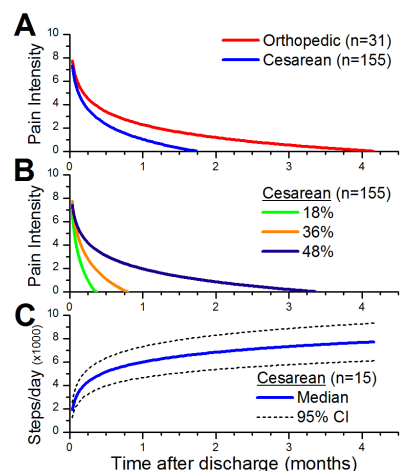 A
10
8
6
4
2
0
Pain Intensity
Orthopedic (n=31)
Cesarean (n=155)
0 1 2 3 4
B
10
8
6
4
2
0
Pain Intensity
Cesarean (n=155)
18%
36%
48%
0 1 2 3 4
C
10
8
6
4
2
0
Steps/day (x1000)
Cesarean (n=15)
Median
95% CI
0 1 2 3 4
Time after discharge (months)